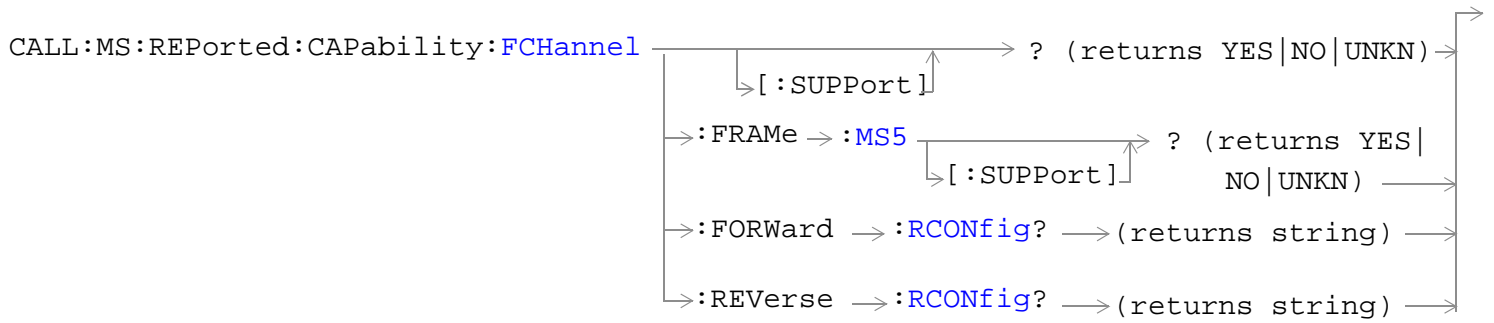 CALL:MS:REPorted:CAPability:FCHannel ? (returns YES|NO|UNKN)
[:SUPPort]
:FRAMe :MS5 ? (returns YES|
[:SUPPort] NO|UNKN)
:FORWard :RCONfig? (returns string)
:REVerse :RCONfig? (returns string)